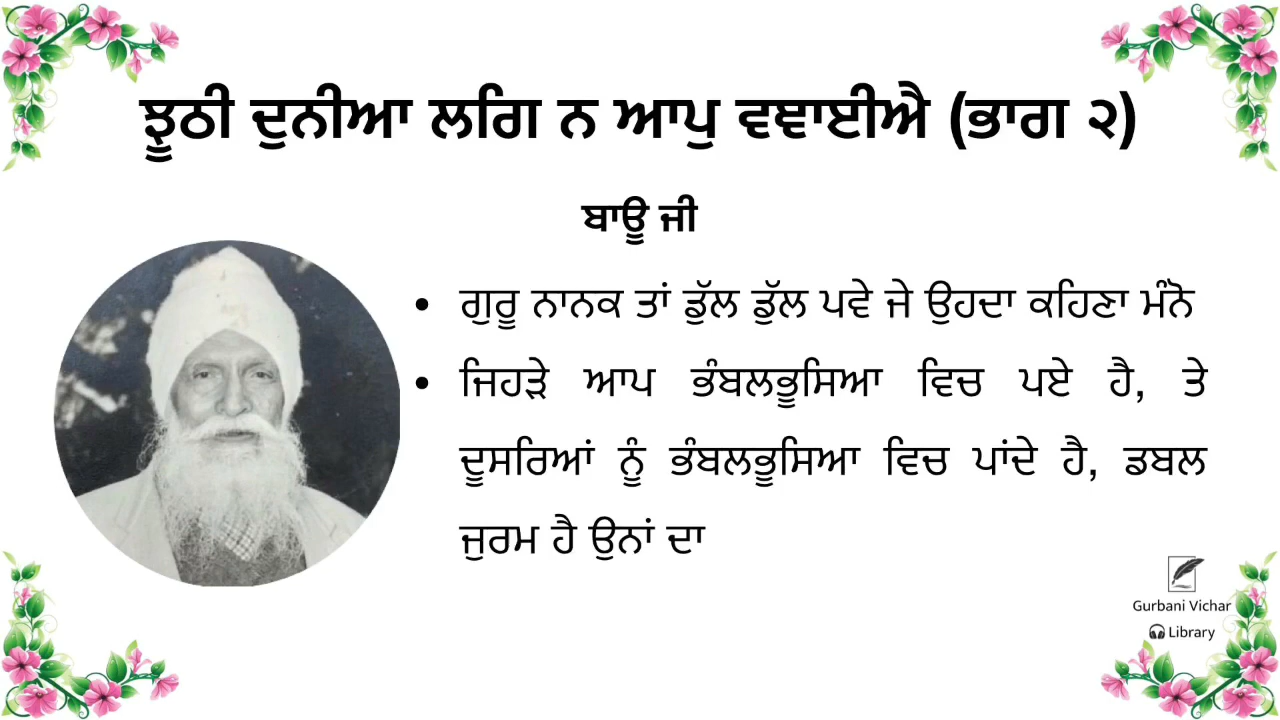 ਝੂਠੀ ਦੁਨੀਆ ਲਗਿ ਨ ਆਪੁ ਵਞਾਈਐ (ਭਾਗ ੨)
ਬਾਊ ਜੀ
• ਗੁਰੂ ਨਾਨਕ ਤਾਂ ਡੁੱਲ ਡੁੱਲ ਪਵੇ ਜੇ ਉਹਦਾ ਕਹਿਣਾ ਮੰਨੋ
• ਜਿਹੜੇ ਆਪ ਭੰਬਲਭੂਸਿਆ ਵਿਚ ਪਏ ਹੈ, ਤੇ
ਦੂਸਰਿਆਂ ਨੂੰ ਭੰਬਲਭੂਸਿਆ ਵਿਚ ਪਾਂਦੇ ਹੈ, ਡਬਲ
ਜੁਰਮ ਹੈ ਉਨਾਂ ਦਾ
Gurbani Vichar
Library